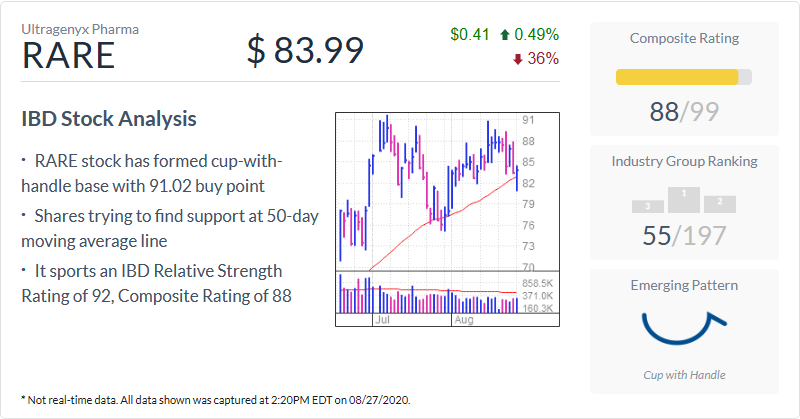 Ultragenyx Pharma
RARE
$ 83.99
$0.41 0.49%
36%
IBD Stock Analysis
· RARE stock has formed cup-with-
handle base with 91.02 buy point
· Shares trying to find support at 50-day
moving average line
· It sports an IBD Relative Strength
Rating of 92, Composite Rating of 88
91
88
85
82
79
76
73
70
858.5K
371.0K
160.3K
Jul Aug
Composite Rating
88/99
Industry Group Ranking
3 1 2
55/197
Emerging Pattern
Cup with Handle
* Not real-time data. All data shown was captured at 2:20PM EDT on 08/27/2020.